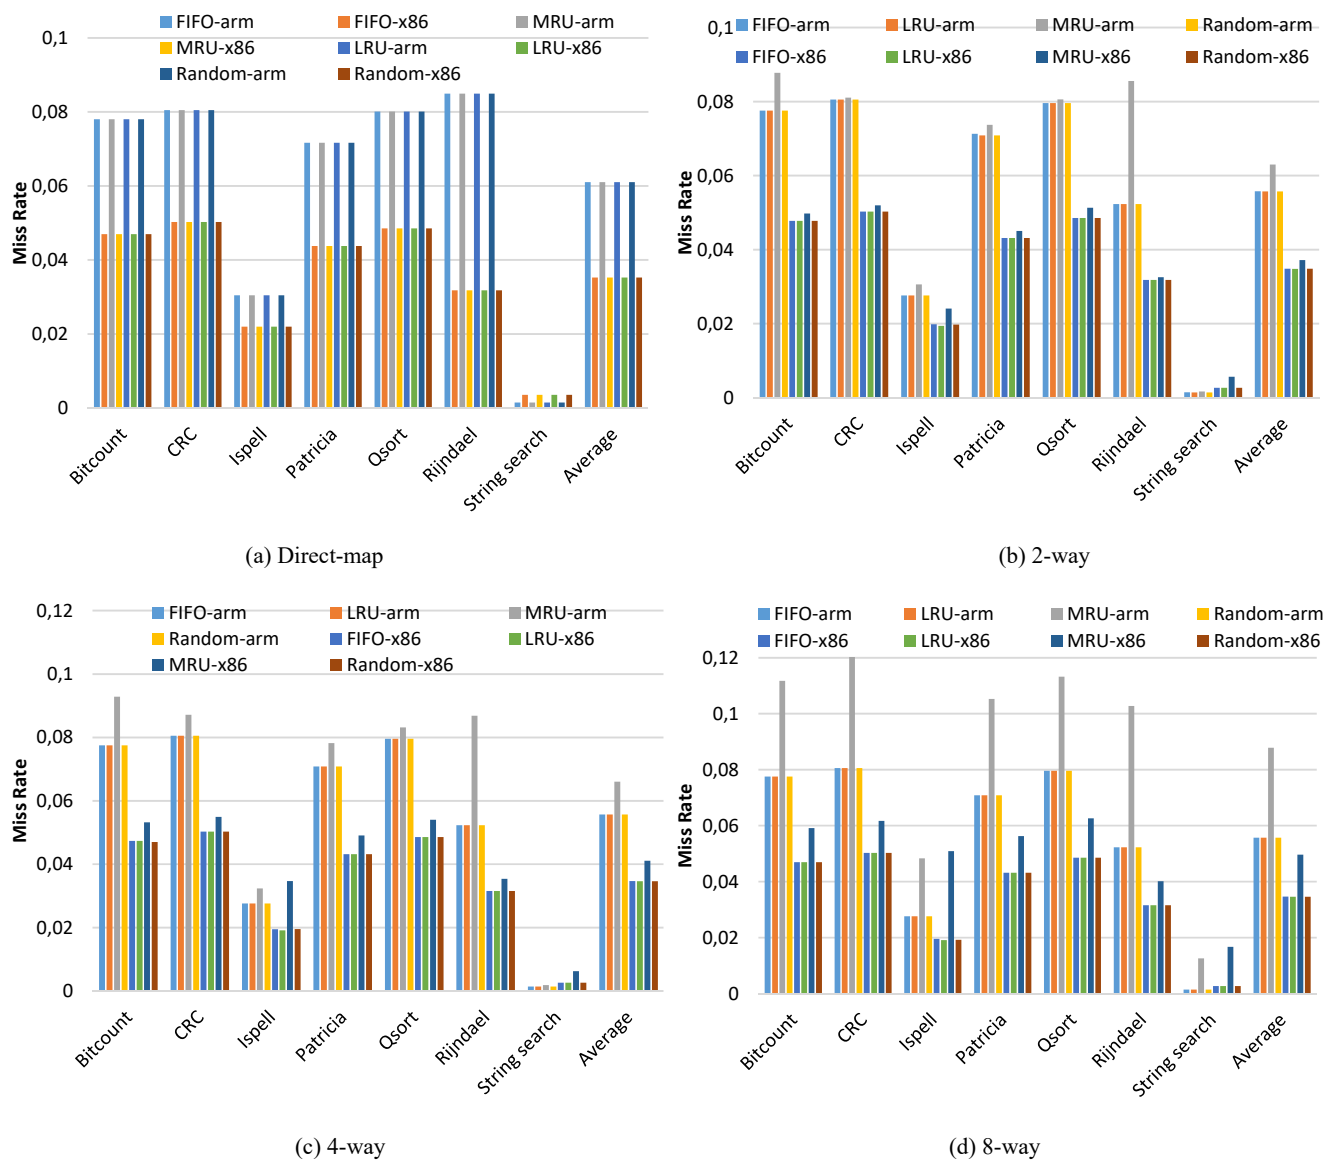 FIFO-arm FIFO-x86 MRU-arm
MRU-x86 LRU-arm LRU-x86
Random-arm Random-x86
0,1
0,08
0,06
0,04
0,02
0
Miss Rate
Bitcount CRC Ispell Patricia Qsort Rijndael String search Average
(a) Direct-map
FIFO-arm LRU-arm MRU-arm Random-arm
FIFO-x86 LRU-x86 MRU-x86 Random-x86
0,1
0,08
0,06
0,04
0,02
0
Miss Rate
Bitcount CRC Ispell Patricia Qsort Rijndael String search Average
(b) 2-way
FIFO-arm LRU-arm MRU-arm
Random-arm FIFO-x86 LRU-x86
MRU-x86 Random-x86
0,12
0,1
0,08
0,06
0,04
0,02
0
Miss Rate
Bitcount CRC Ispell Patricia Qsort Rijndael String search Average
(c) 4-way
FIFO-arm LRU-arm MRU-arm Random-arm
FIFO-x86 LRU-x86 MRU-x86 Random-x86
0,12
0,1
0,08
0,06
0,04
0,02
0
Miss Rate
Bitcount CRC Ispell Patricia Qsort Rijndael String search Average
(d) 8-way